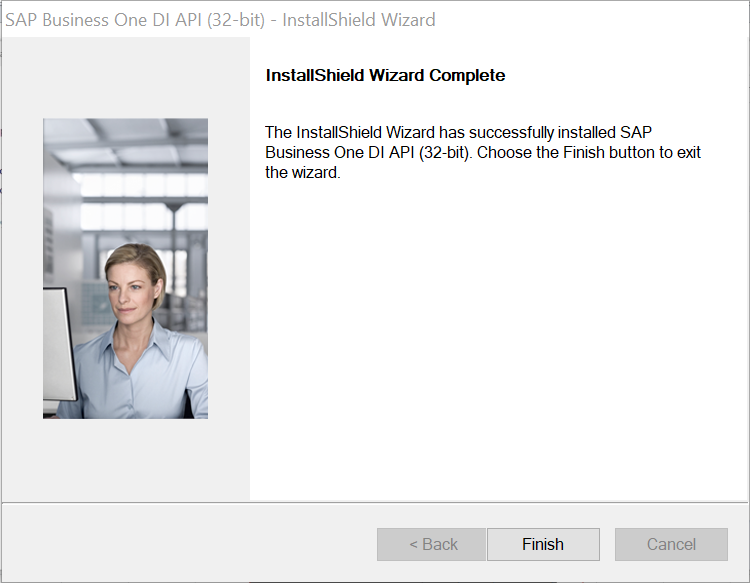 SAP Business One DI API (32-bit) - InstallShield Wizard
InstallShield Wizard Complete
The InstallShield Wizard has successfully installed SAP
Business One DI API (32-bit). Choose the Finish button to exit
the wizard.
< Back
Finish
Cancel